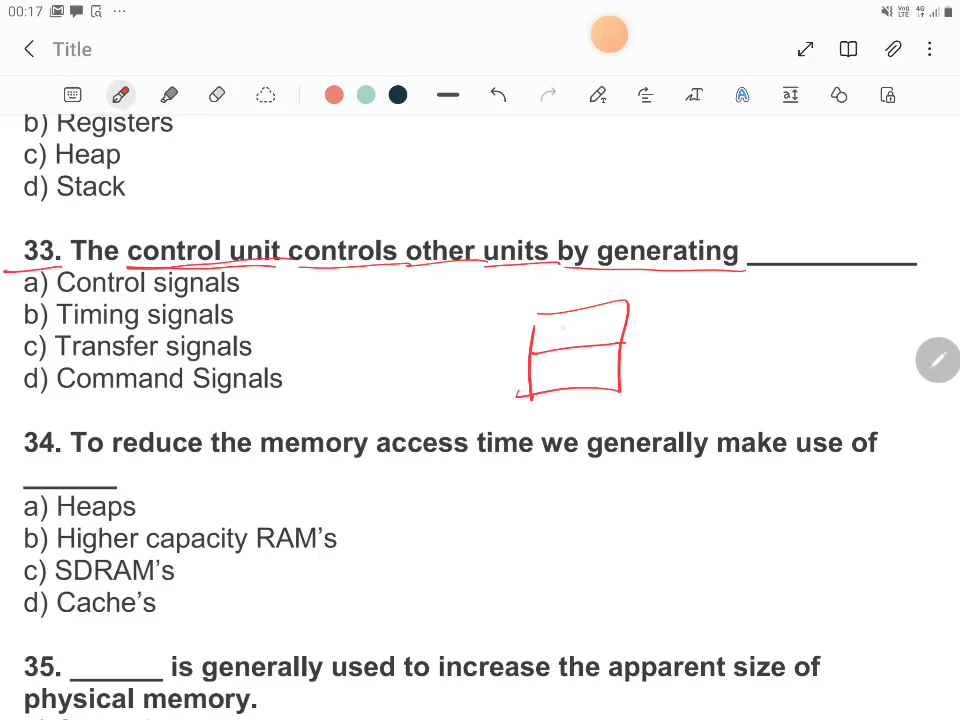 00:17
Title
b) Registers
c) Heap
d) Stack
33. The control unit controls other units by generating ___________
a) Control signals
b) Timing signals
c) Transfer signals
d) Command Signals
34. To reduce the memory access time we generally make use of
______
a) Heaps
b) Higher capacity RAM’s
c) SDRAM’s
d) Cache’s
35. ______ is generally used to increase the apparent size of
physical memory.